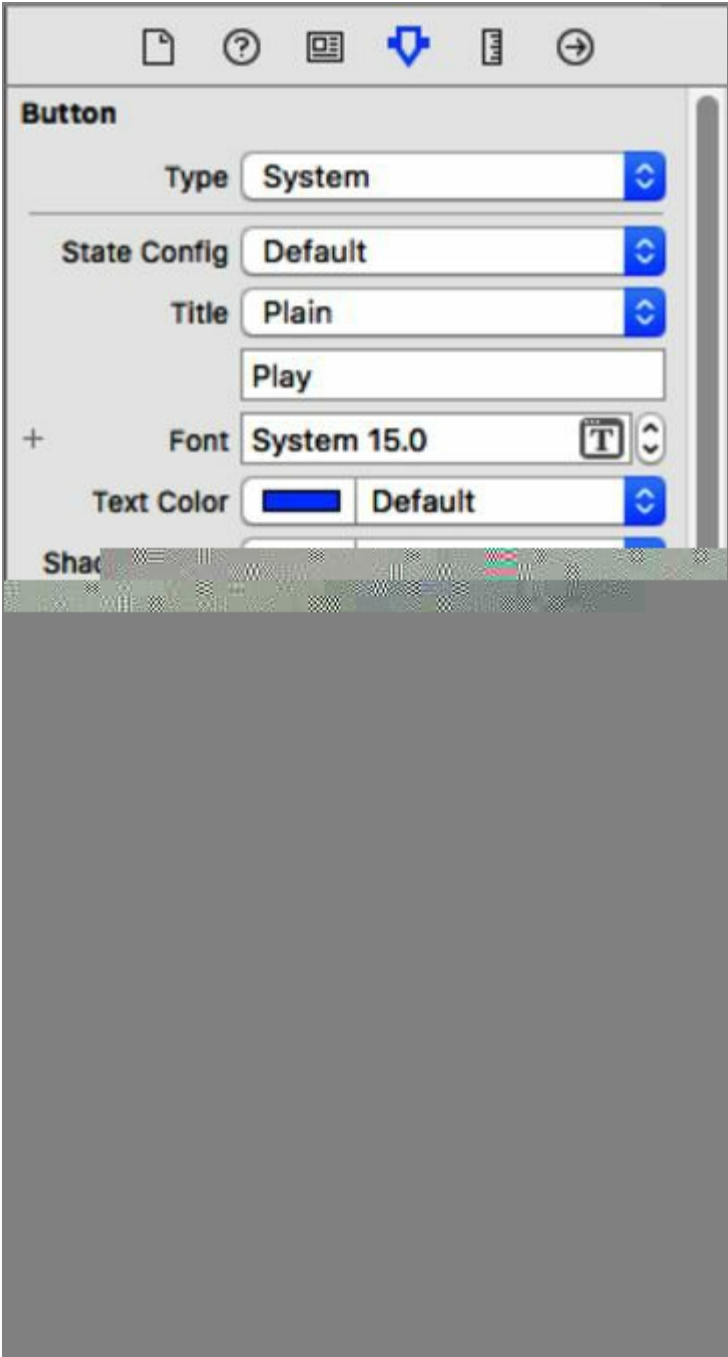 Button
Type System
State Config Default
Title Plain
Play
+ Font System 15.0 T
Text Color Default